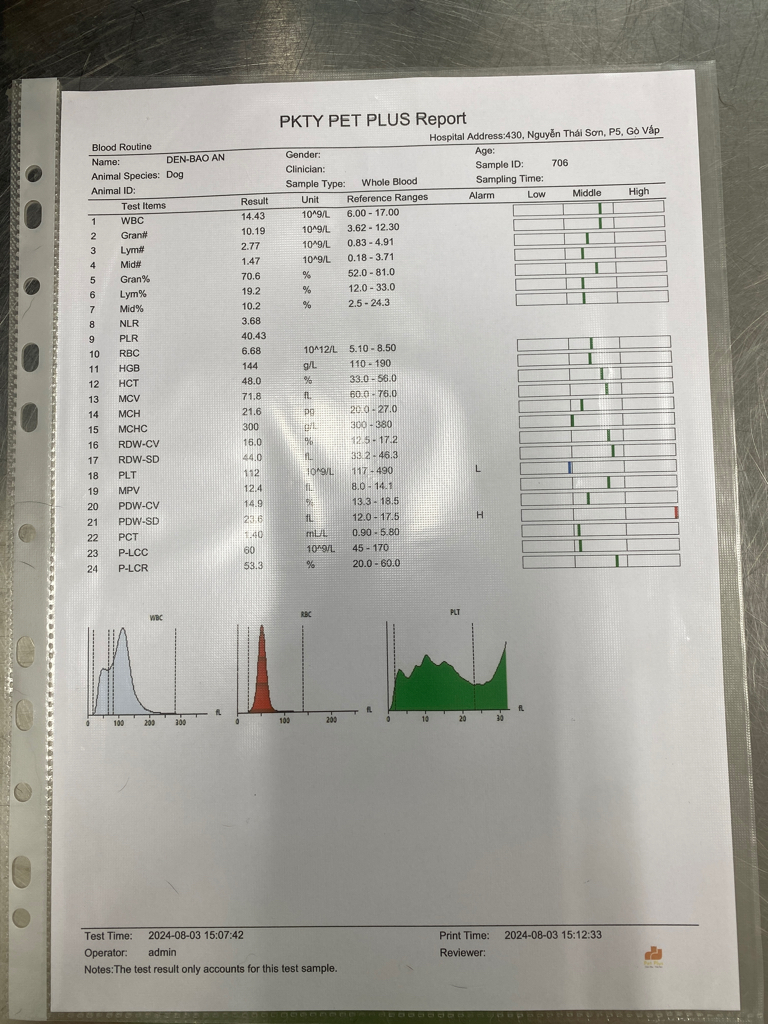 PKTY PET PLUS Report
Blood Routine Hospital Address:430, Nguyễn Thái Sơn, P5, Gò Vấp
Name: DEN-BAO AN Gender: Age:
Animal Species: Dog Clinician: Sample ID: 706
Animal ID: Sample Type: Whole Blood Sampling Time:
Test Items Result Unit Reference Ranges Alarm Low Middle High
1 WBC 14.43 10^9/L 6.00 - 17.00
2 Gran# 10.19 10^9/L 3.62 - 12.30
3 Lym# 2.77 10^9/L 0.83 - 4.91
4 Mid# 1.47 10^9/L 0.18 - 3.71
5 Gran% 70.6 % 52.0 - 81.0
6 Lym% 19.2 % 12.0 - 33.0
7 Mid% 10.2 % 2.5 - 24.3
8 NLR 3.68
9 PLR 40.43
10 RBC 6.68 10^12/L 5.10 - 8.50
11 HGB 144 g/L 110 - 190
12 HCT 48.0 % 33.0 - 56.0
13 MCV 71.8 fL 60.0 - 76.0
14 MCH 21.6 pg 20.0 - 27.0
15 MCHC 300 g/L 300 - 380
16 RDW-CV 16.0 % 12.5 - 17.2
17 RDW-SD 44.0 fL 33.2 - 46.3
18 PLT 112 10^9/L 117 - 490 L
19 MPV 12.4 fL 8.0 - 14.1
20 PDW-CV 14.9 % 13.3 - 18.5
21 PDW-SD 23.6 fL 12.0 - 17.5 H
22 PCT 1.40 mL/L 0.90 - 5.80
23 P-LCC 60 10^9/L 45 - 170
24 P-LCR 53.3 % 20.0 - 60.0
WBC RBC PLT
0 100 200 300 fL 0 100 200 fL 0 10 20 30 fL
Test Time: 2024-08-03 15:07:42 Print Time: 2024-08-03 15:12:33
Operator: admin Reviewer:
Notes:The test result only accounts for this test sample.